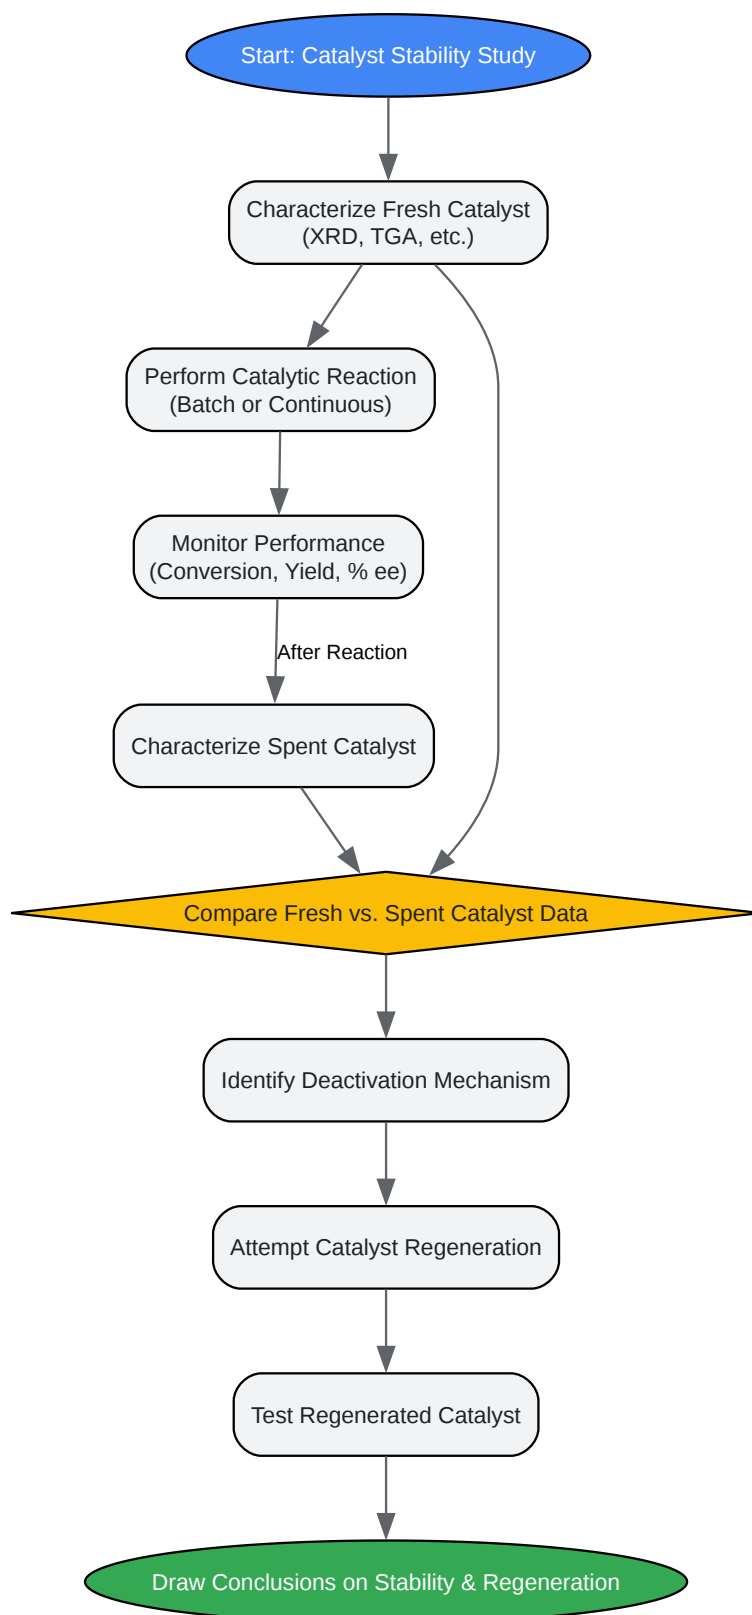 Start: Catalyst Stability Study
Characterize Fresh Catalyst
(XRD, TGA, etc.)
Perform Catalytic Reaction
(Batch or Continuous)
Monitor Performance
(Conversion, Yield, % ee)
After Reaction
Characterize Spent Catalyst
Compare Fresh vs. Spent Catalyst Data
Identify Deactivation Mechanism
Attempt Catalyst Regeneration
Test Regenerated Catalyst
Draw Conclusions on Stability & Regeneration